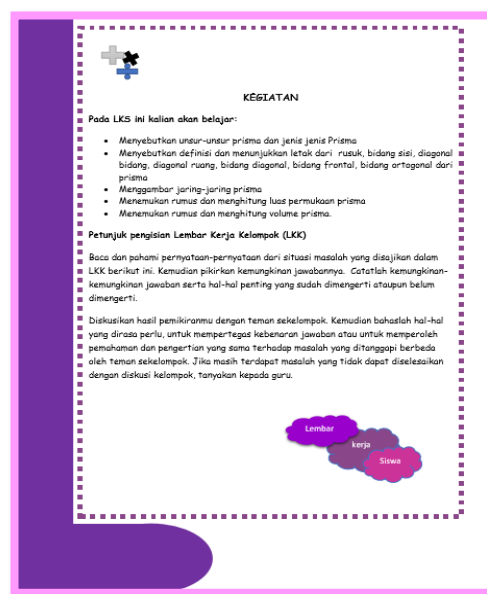 KEGIATAN
Pada LKS ini kalian akan belajar:
• Menyebutkan unsur-unsur prisma dan jenis jenis Prisma
• Menyebutkan definisi dan menunjukkan letak dari rusuk, bidang sisi, diagonal
bidang, diagonal ruang, bidang diagonal, bidang frontal, bidang ortogonal dari
prisma
• Menggambar jaring-jaring prisma
• Menemukan rumus dan menghitung luas permukaan prisma
• Menemukan rumus dan menghitung volume prisma.
Petunjuk pengisian Lembar Kerja Kelompok (LKK)
Baca dan pahami pernyataan-pernyataan dari situasi masalah yang disajikan dalam
LKK berikut ini. Kemudian pikirkan kemungkinan jawabannya. Catatlah kemungkinan-
kemungkinan jawaban serta hal-hal penting yang sudah dimengerti ataupun belum
dimengerti.
Diskusikan hasil pemikiranmu dengan teman sekelompok. Kemudian bahaslah hal-hal
yang dirasa perlu, untuk mempertegas kebenaran jawaban atau untuk memperoleh
pemahaman dan pengertian yang sama terhadap masalah yang ditanggapi berbeda
oleh teman sekelompok. Jika masih terdapat masalah yang tidak dapat diselesaikan
dengan diskusi kelompok, tanyakan kepada guru.
Lembar
kerja
Siswa